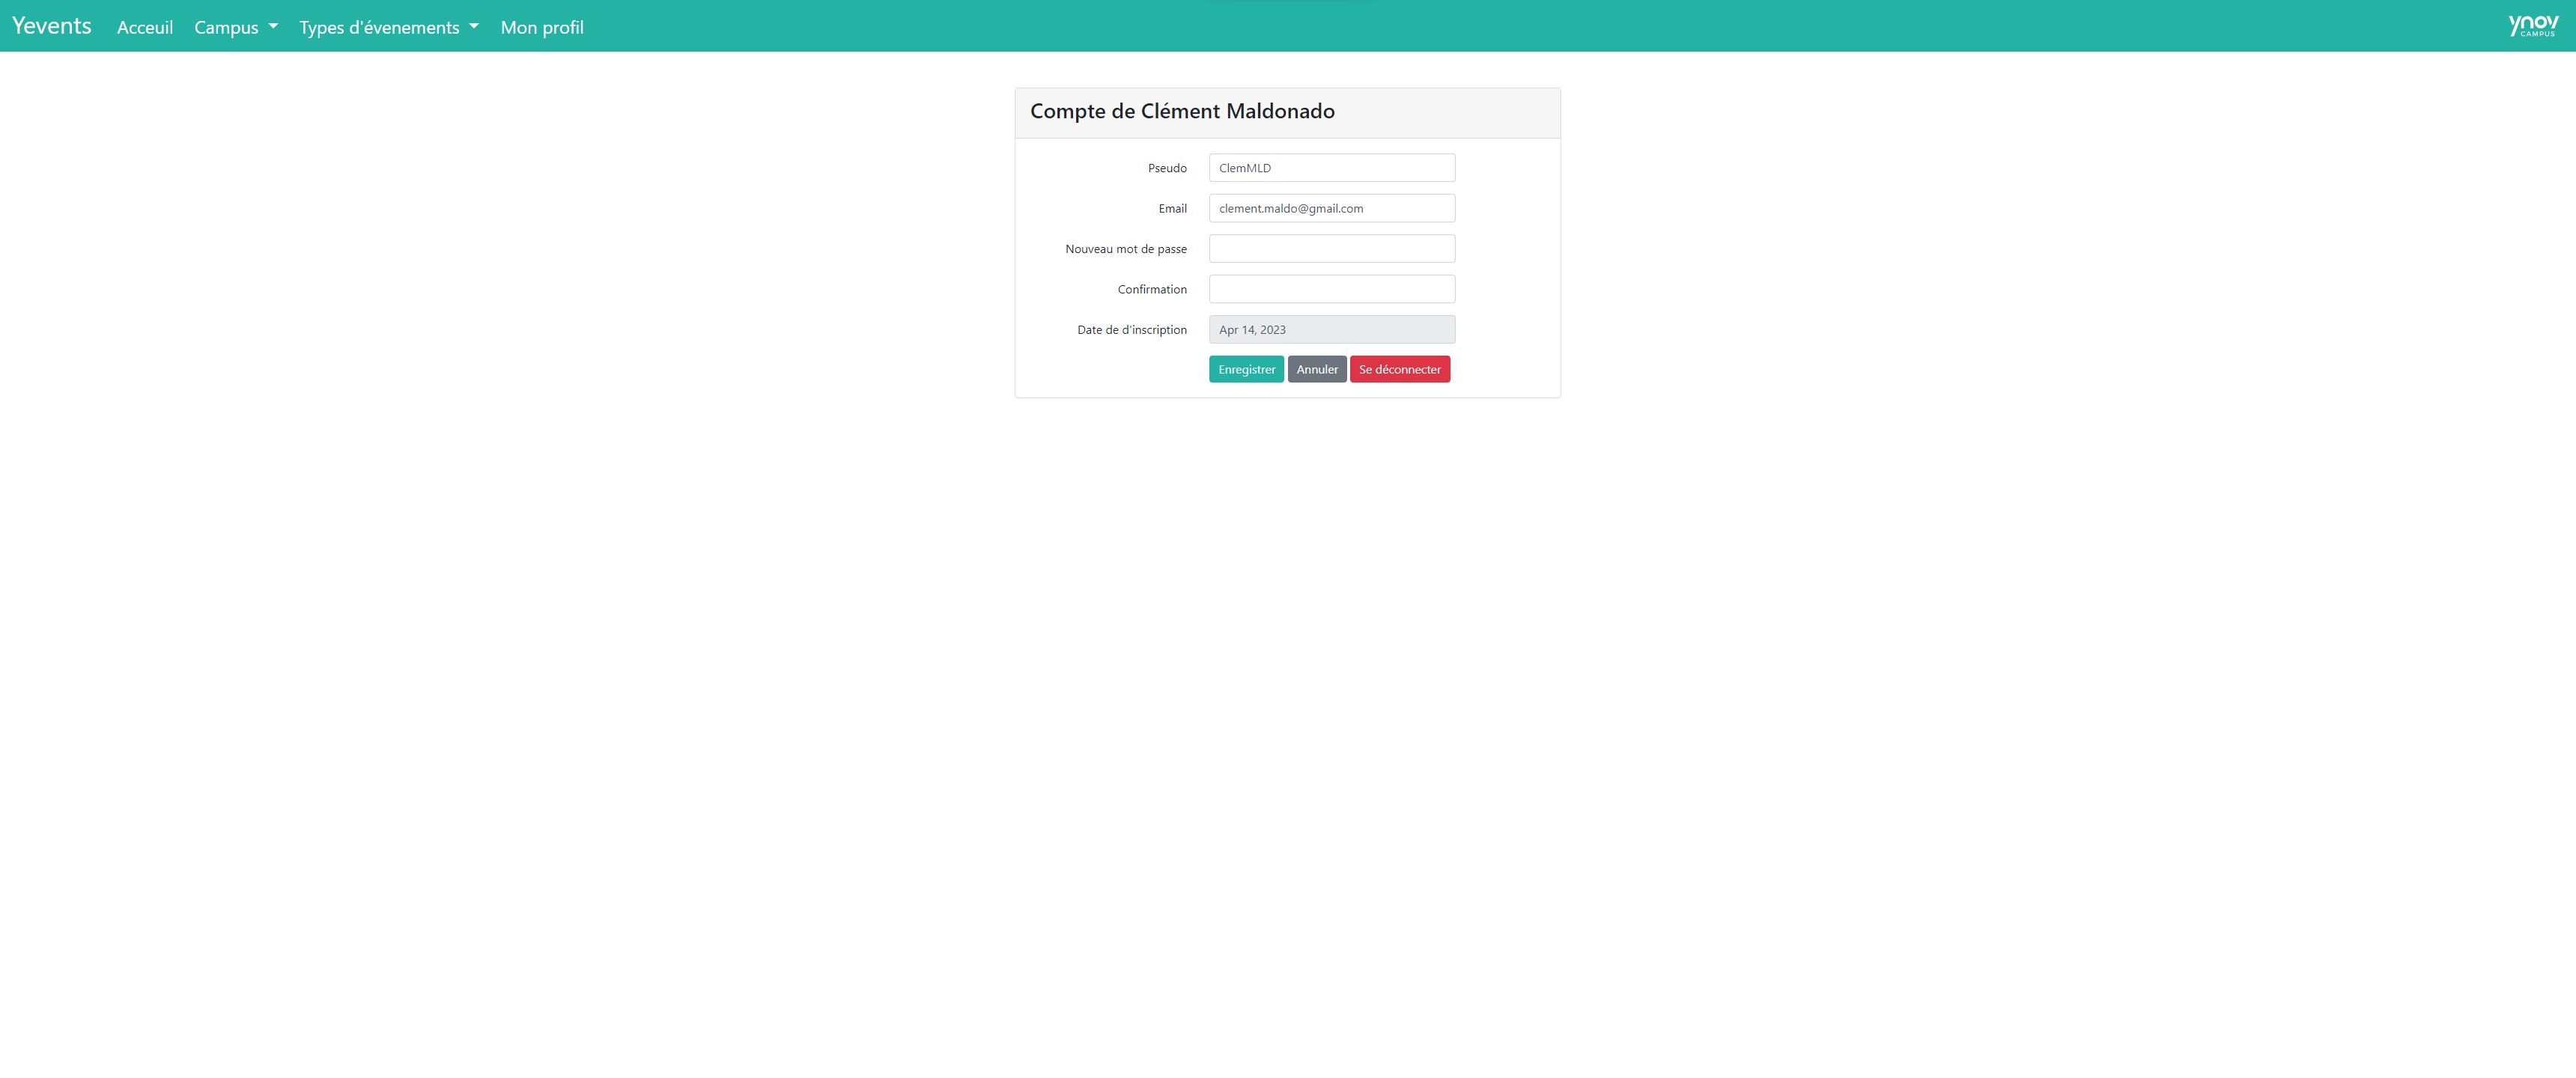 Yevents Acceuil Campus Types d'évenements Mon profil
ynov
CAMPUS
Compte de Clément Maldonado
Pseudo ClemMLD
Email clement.maldo@gmail.com
Nouveau mot de passe
Confirmation
Date de d'inscription Apr 14, 2023
Enregistrer Annuler Se déconnecter